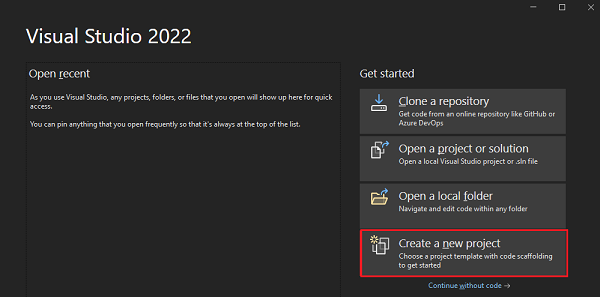 Visual Studio 2022
Open recent
As you use Visual Studio, any projects, folders, or files that you open will show up here for quick
access.
You can pin anything that you open frequently so that it's always at the top of the list.
Get started
Clone a repository
Get code from an online repository like GitHub or
Azure DevOps
Open a project or solution
Open a local Visual Studio project or .sln file
Open a local folder
Navigate and edit code within any folder
Create a new project
Choose a project template with code scaffolding
to get started
Continue without code →